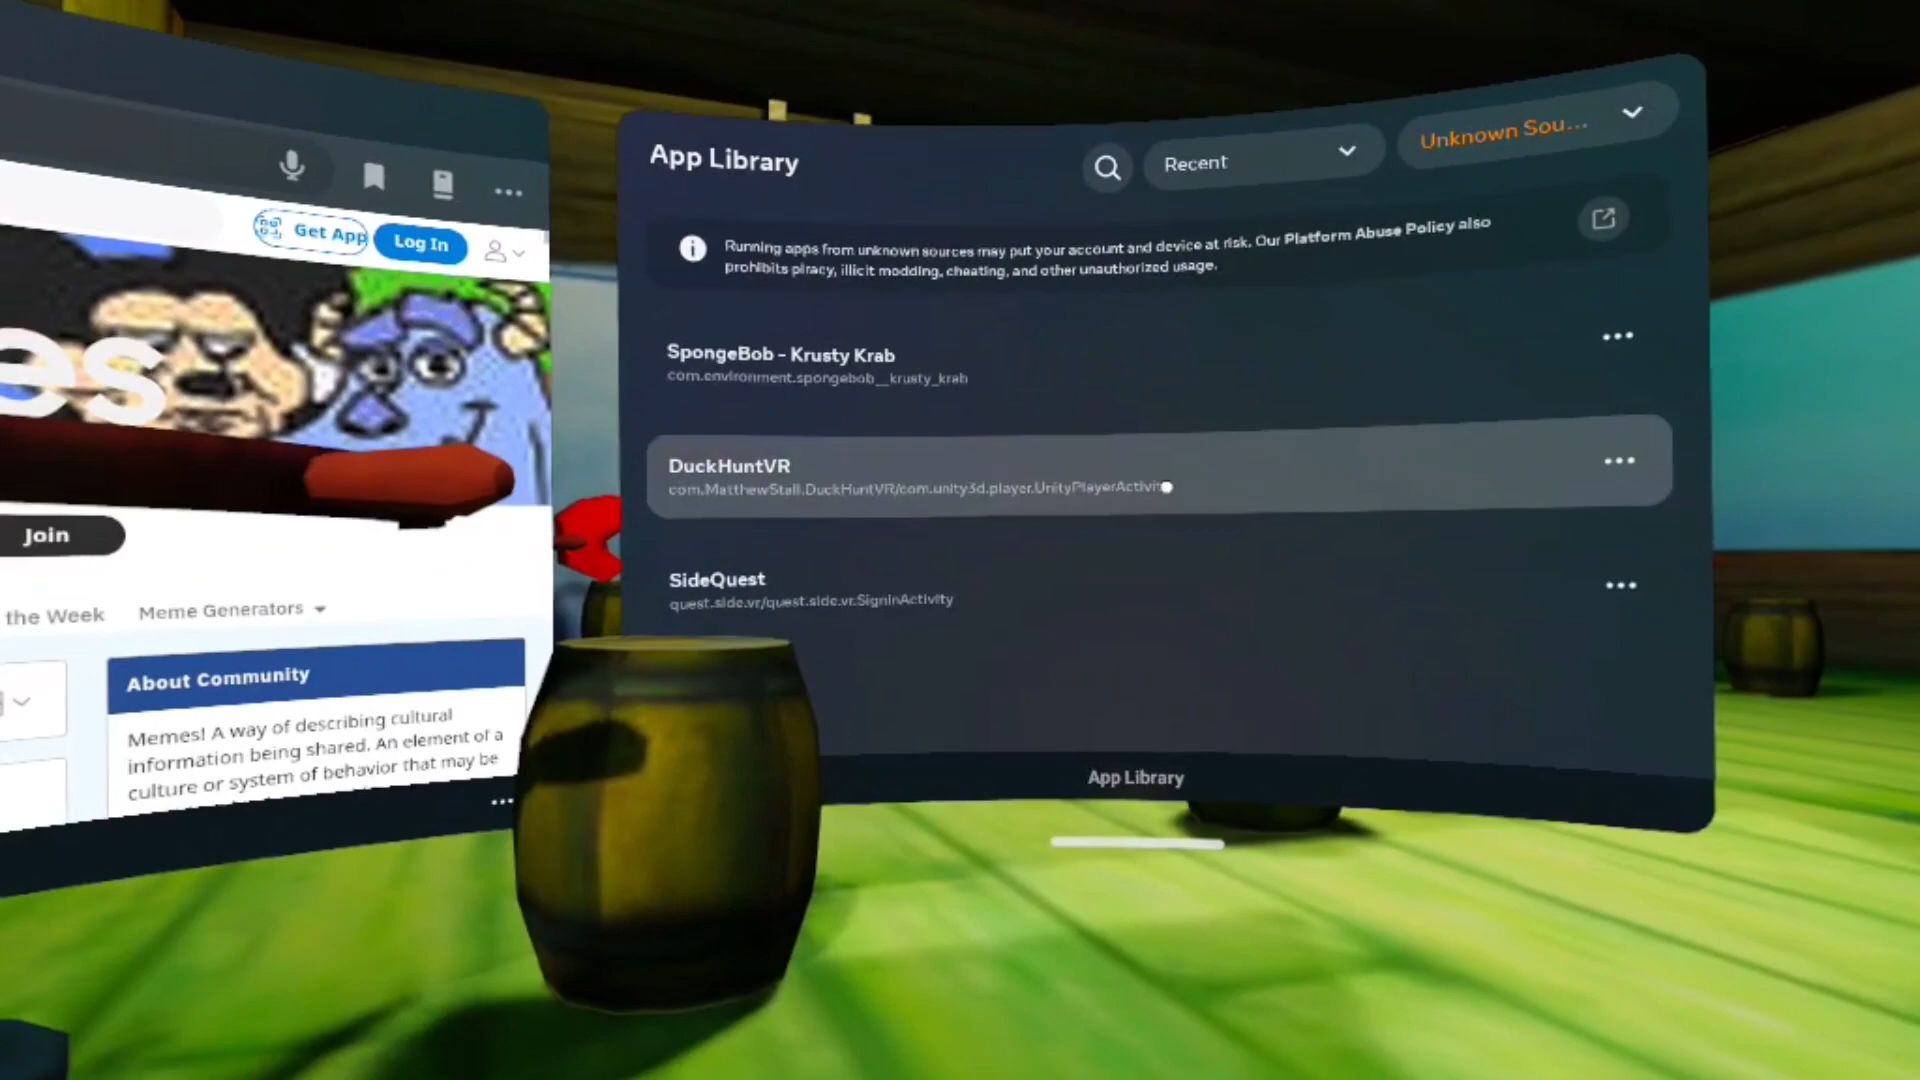 Get App
Log In
es
Join
the Week
Meme Generators
About Community
Memes! A way of describing cultural
information being shared. An element of a
culture or system of behavior that may be
App Library
Recent
Unknown Sou...
Running apps from unknown sources may put your account and device at risk. Our Platform Abuse Policy also
prohibits piracy, illicit modding, cheating, and other unauthorized usage.
SpongeBob - Krusty Krab
com.environment.spongebob__krusty_krab
DuckHuntVR
com.MatthewStall.DuckHuntVR/com.unity3d.player.UnityPlayerActivit
SideQuest
quest.side.vr/quest.side.vr.SignInActivity
App Library